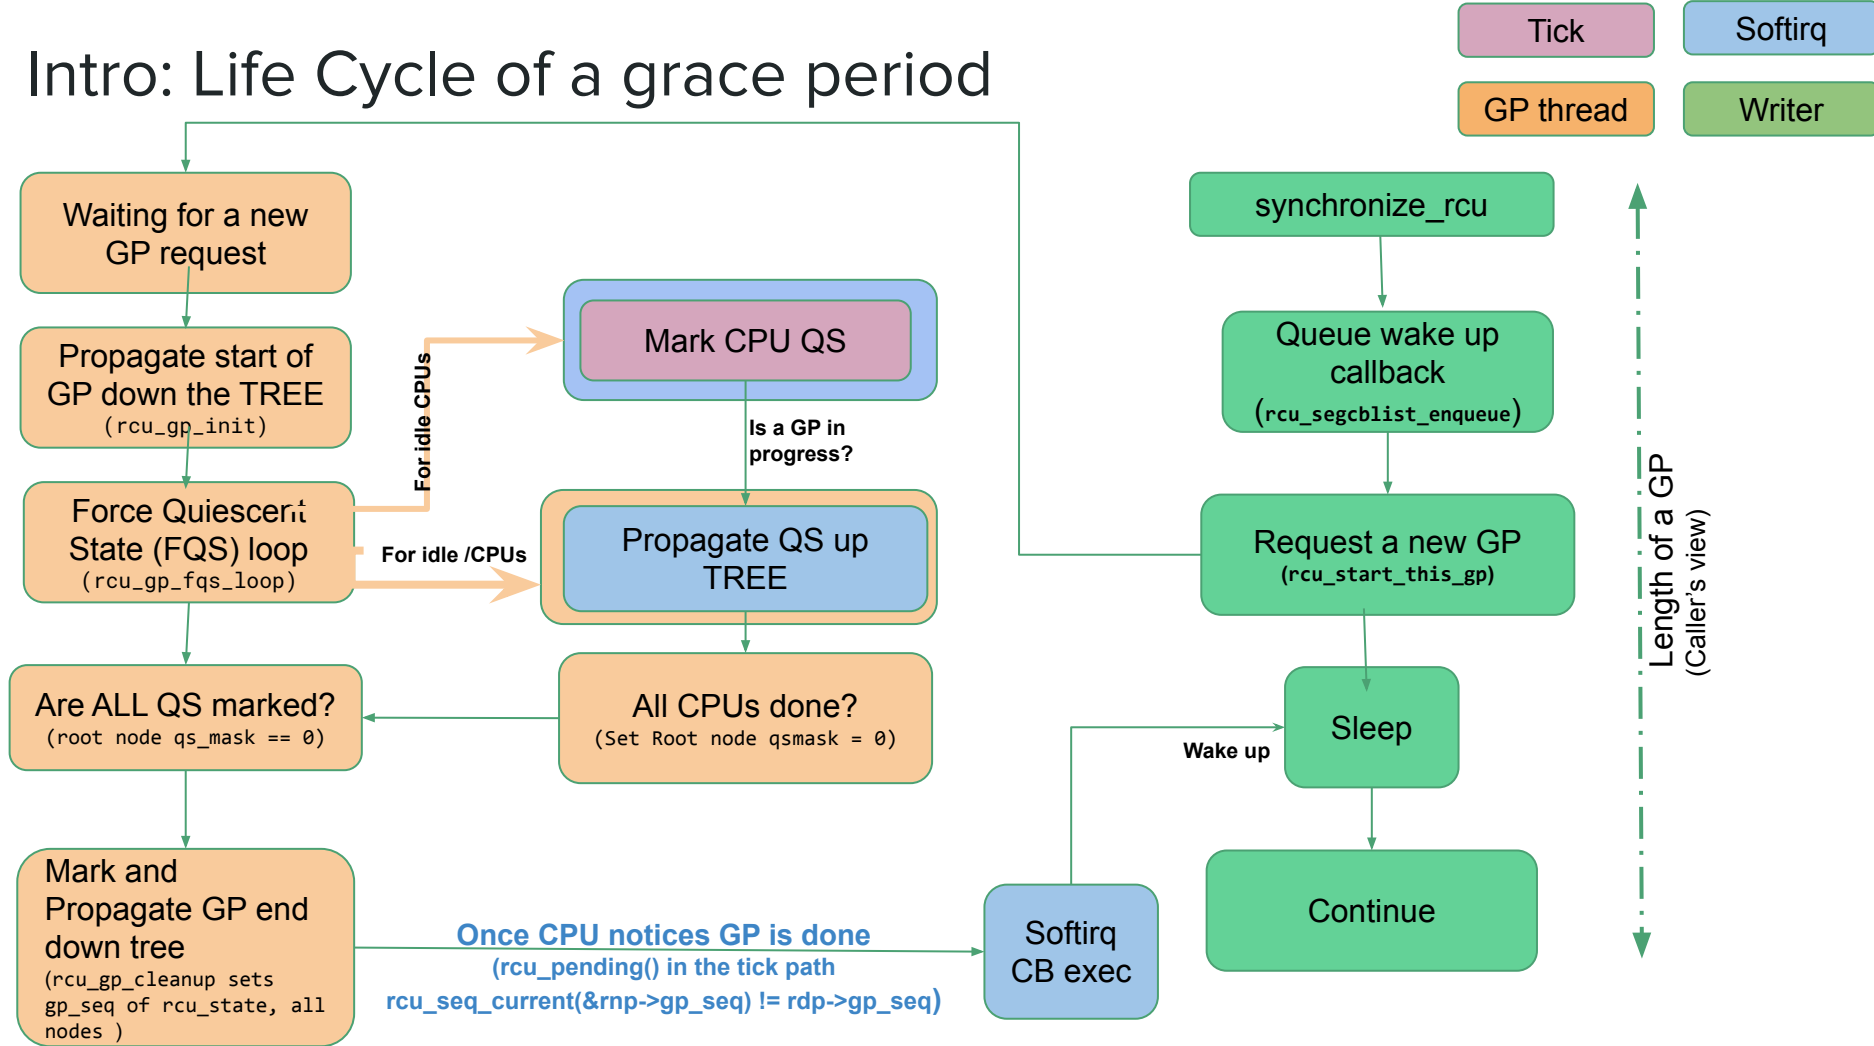 Intro: Life Cycle of a grace period
Tick
Softirq
GP thread
Writer
Waiting for a new
GP request
Propagate start of
GP down the TREE
(rcu_gp_init)
Force Quiescent
State (FQS) loop
(rcu_gp_fqs_loop)
Are ALL QS marked?
(root node qs_mask == 0)
Mark and
Propagate GP end
down tree
(rcu_gp_cleanup sets
gp_seq of rcu_state, all
nodes )
For idle CPUs
For idle /CPUs
Mark CPU QS
Is a GP in
progress?
Propagate QS up
TREE
All CPUs done?
(Set Root node qsmask = 0)
Once CPU notices GP is done
(rcu_pending() in the tick path
rcu_seq_current(&rnp->gp_seq) != rdp->gp_seq)
Softirq
CB exec
Wake up
synchronize_rcu
Queue wake up
callback
(rcu_segcblist_enqueue)
Request a new GP
(rcu_start_this_gp)
Sleep
Continue
Length of a GP
(Caller's view)